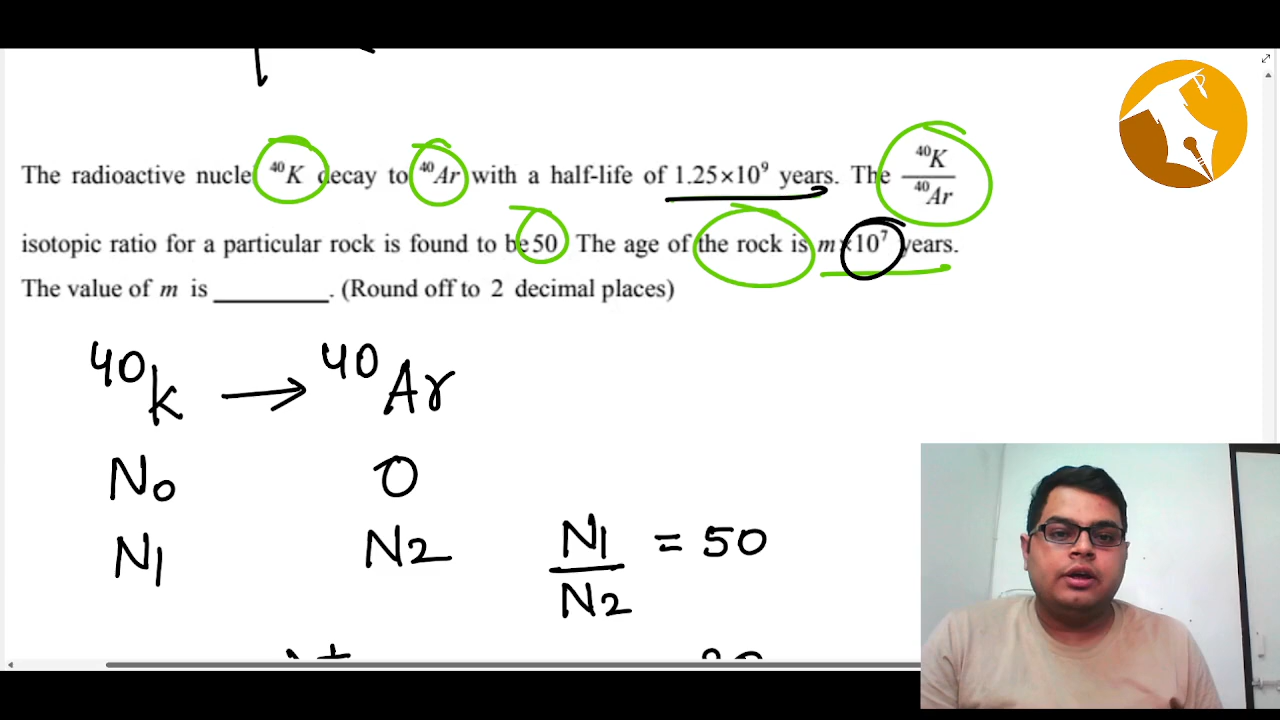 The radioactive nuclei ⁴⁰K decay to ⁴⁰Ar with a half-life of 1.25×10⁹ years. The ⁴⁰K/⁴⁰Ar
isotopic ratio for a particular rock is found to be 50. The age of the rock is m×10⁷ years.
The value of m is ________. (Round off to 2 decimal places)
⁴⁰K → ⁴⁰Ar
N₀ 0
N₁ N₂ N₁/N₂ = 50